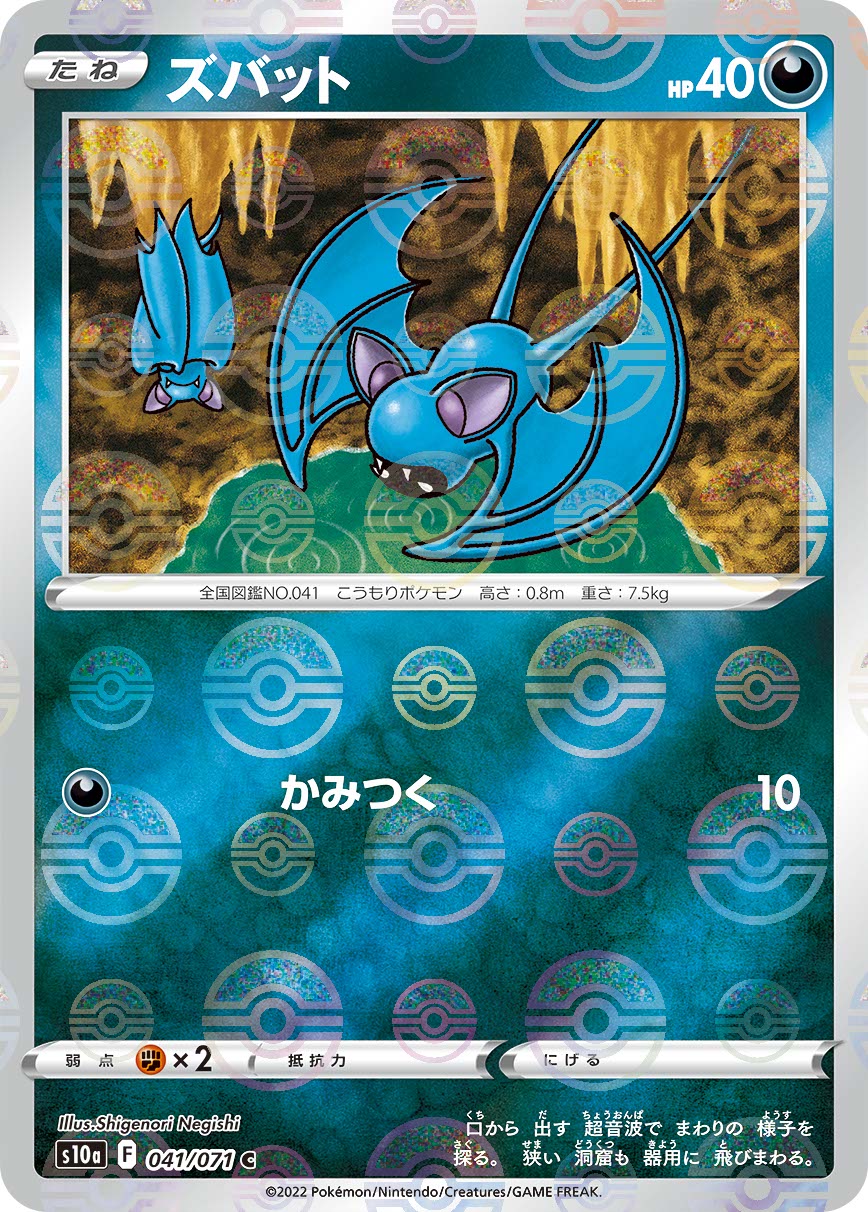 たね ズバット HP40
全国図鑑NO.041 こうもりポケモン 高さ：0.8m 重さ：7.5kg
かみつく 10
弱点 ×2 抵抗力 にげる
Illus.Shigenori Negishi
s10a F 041/071 C
口から 出す 超音波で まわりの 様子を
探る。 狭い 洞窟も 器用に 飛びまわる。
©2022 Pokémon/Nintendo/Creatures/GAME FREAK.